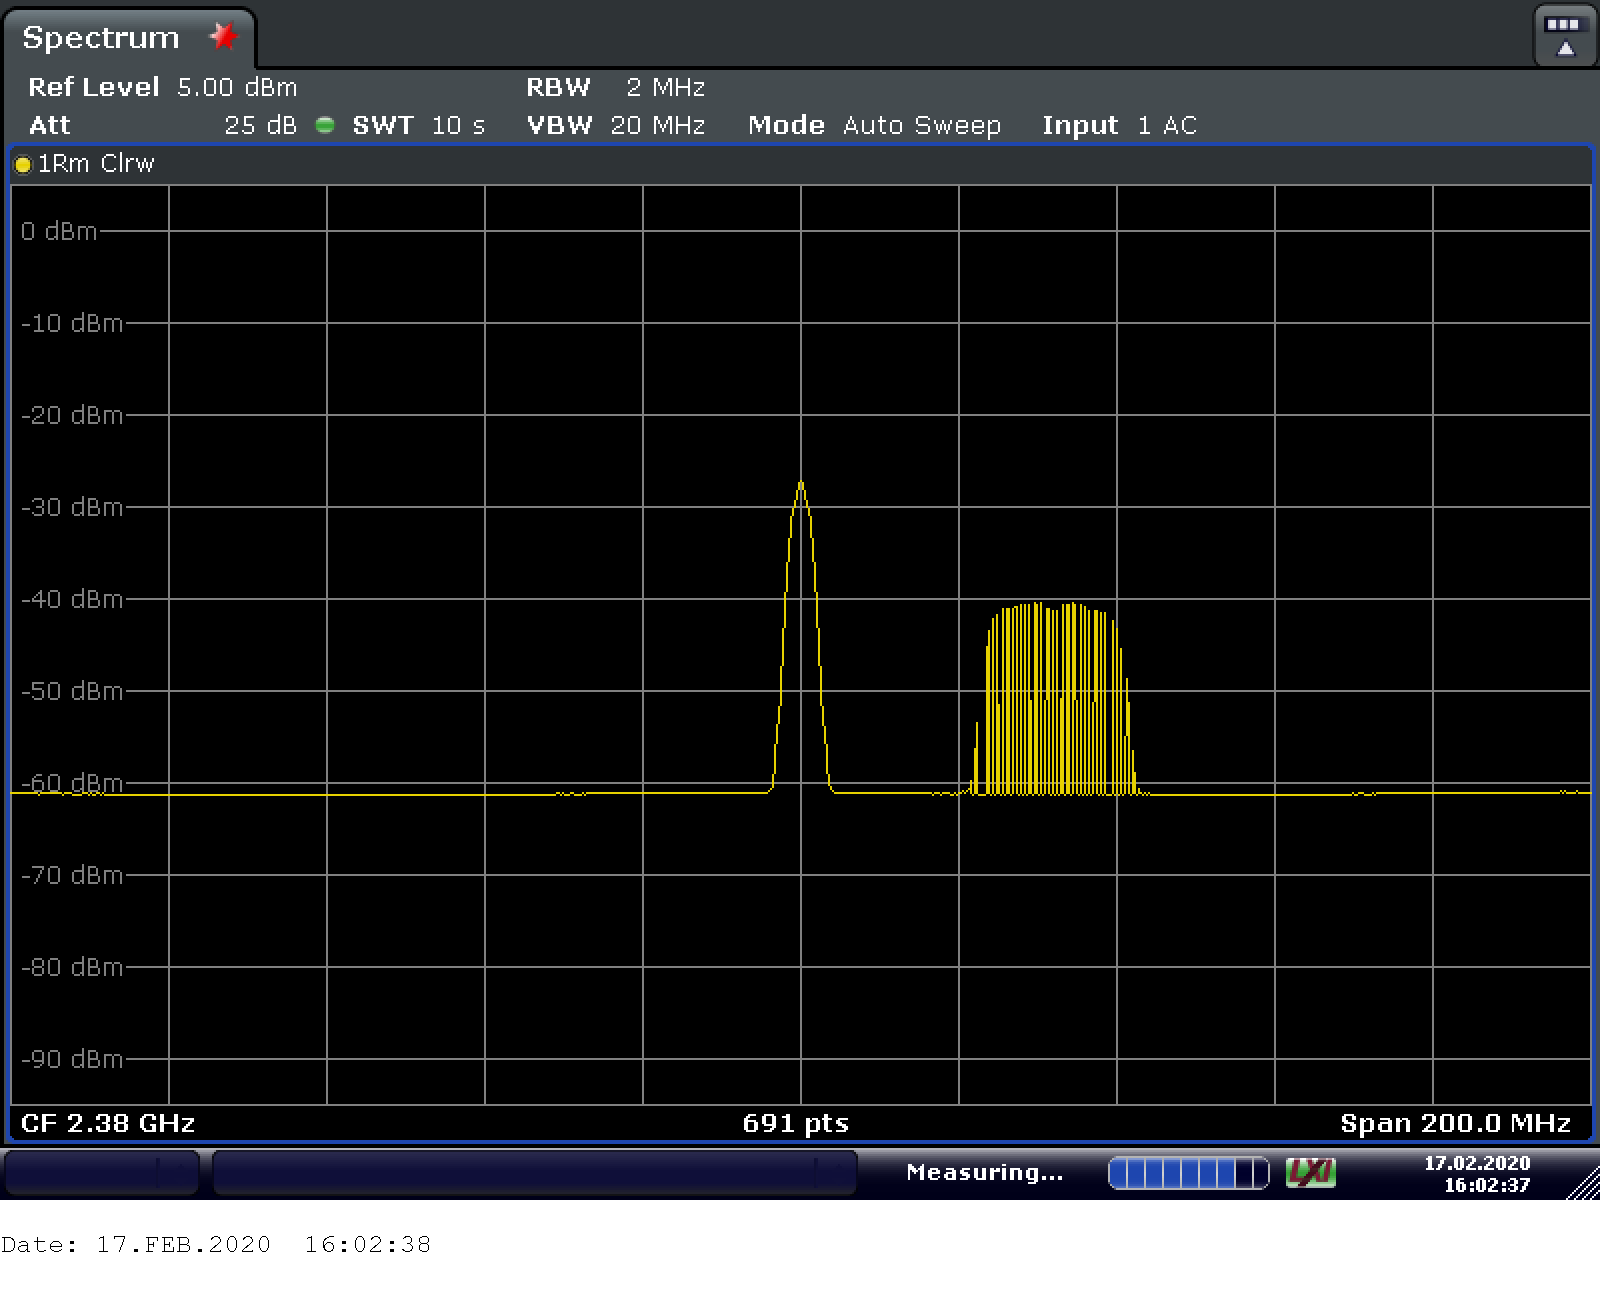 Spectrum
Ref Level 5.00 dBm RBW 2 MHz
Att 25 dB SWT 10 s VBW 20 MHz Mode Auto Sweep Input 1 AC
1Rm Clrw
0 dBm
-10 dBm
-20 dBm
-30 dBm
-40 dBm
-50 dBm
-60 dBm
-70 dBm
-80 dBm
-90 dBm
CF 2.38 GHz 691 pts Span 200.0 MHz
Measuring... LXI 17.02.2020
16:02:37
Date: 17.FEB.2020 16:02:38